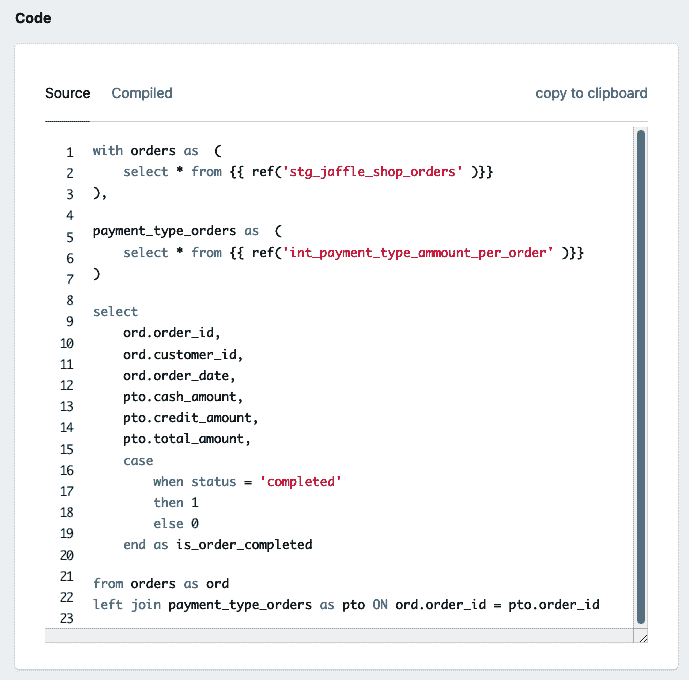 Code
Source Compiled copy to clipboard
1 with orders as (
2 select * from {{ ref('stg_jaffle_shop_orders' )}}
3 ),
4
5 payment_type_orders as (
6 select * from {{ ref('int_payment_type_ammount_per_order' )}}
7 )
8
9 select
10 ord.order_id,
11 ord.customer_id,
12 ord.order_date,
13 pto.cash_amount,
14 pto.credit_amount,
15 pto.total_amount,
16 case
17 when status = 'completed'
18 then 1
19 else 0
20 end as is_order_completed
21
22 from orders as ord
23 left join payment_type_orders as pto ON ord.order_id = pto.order_id